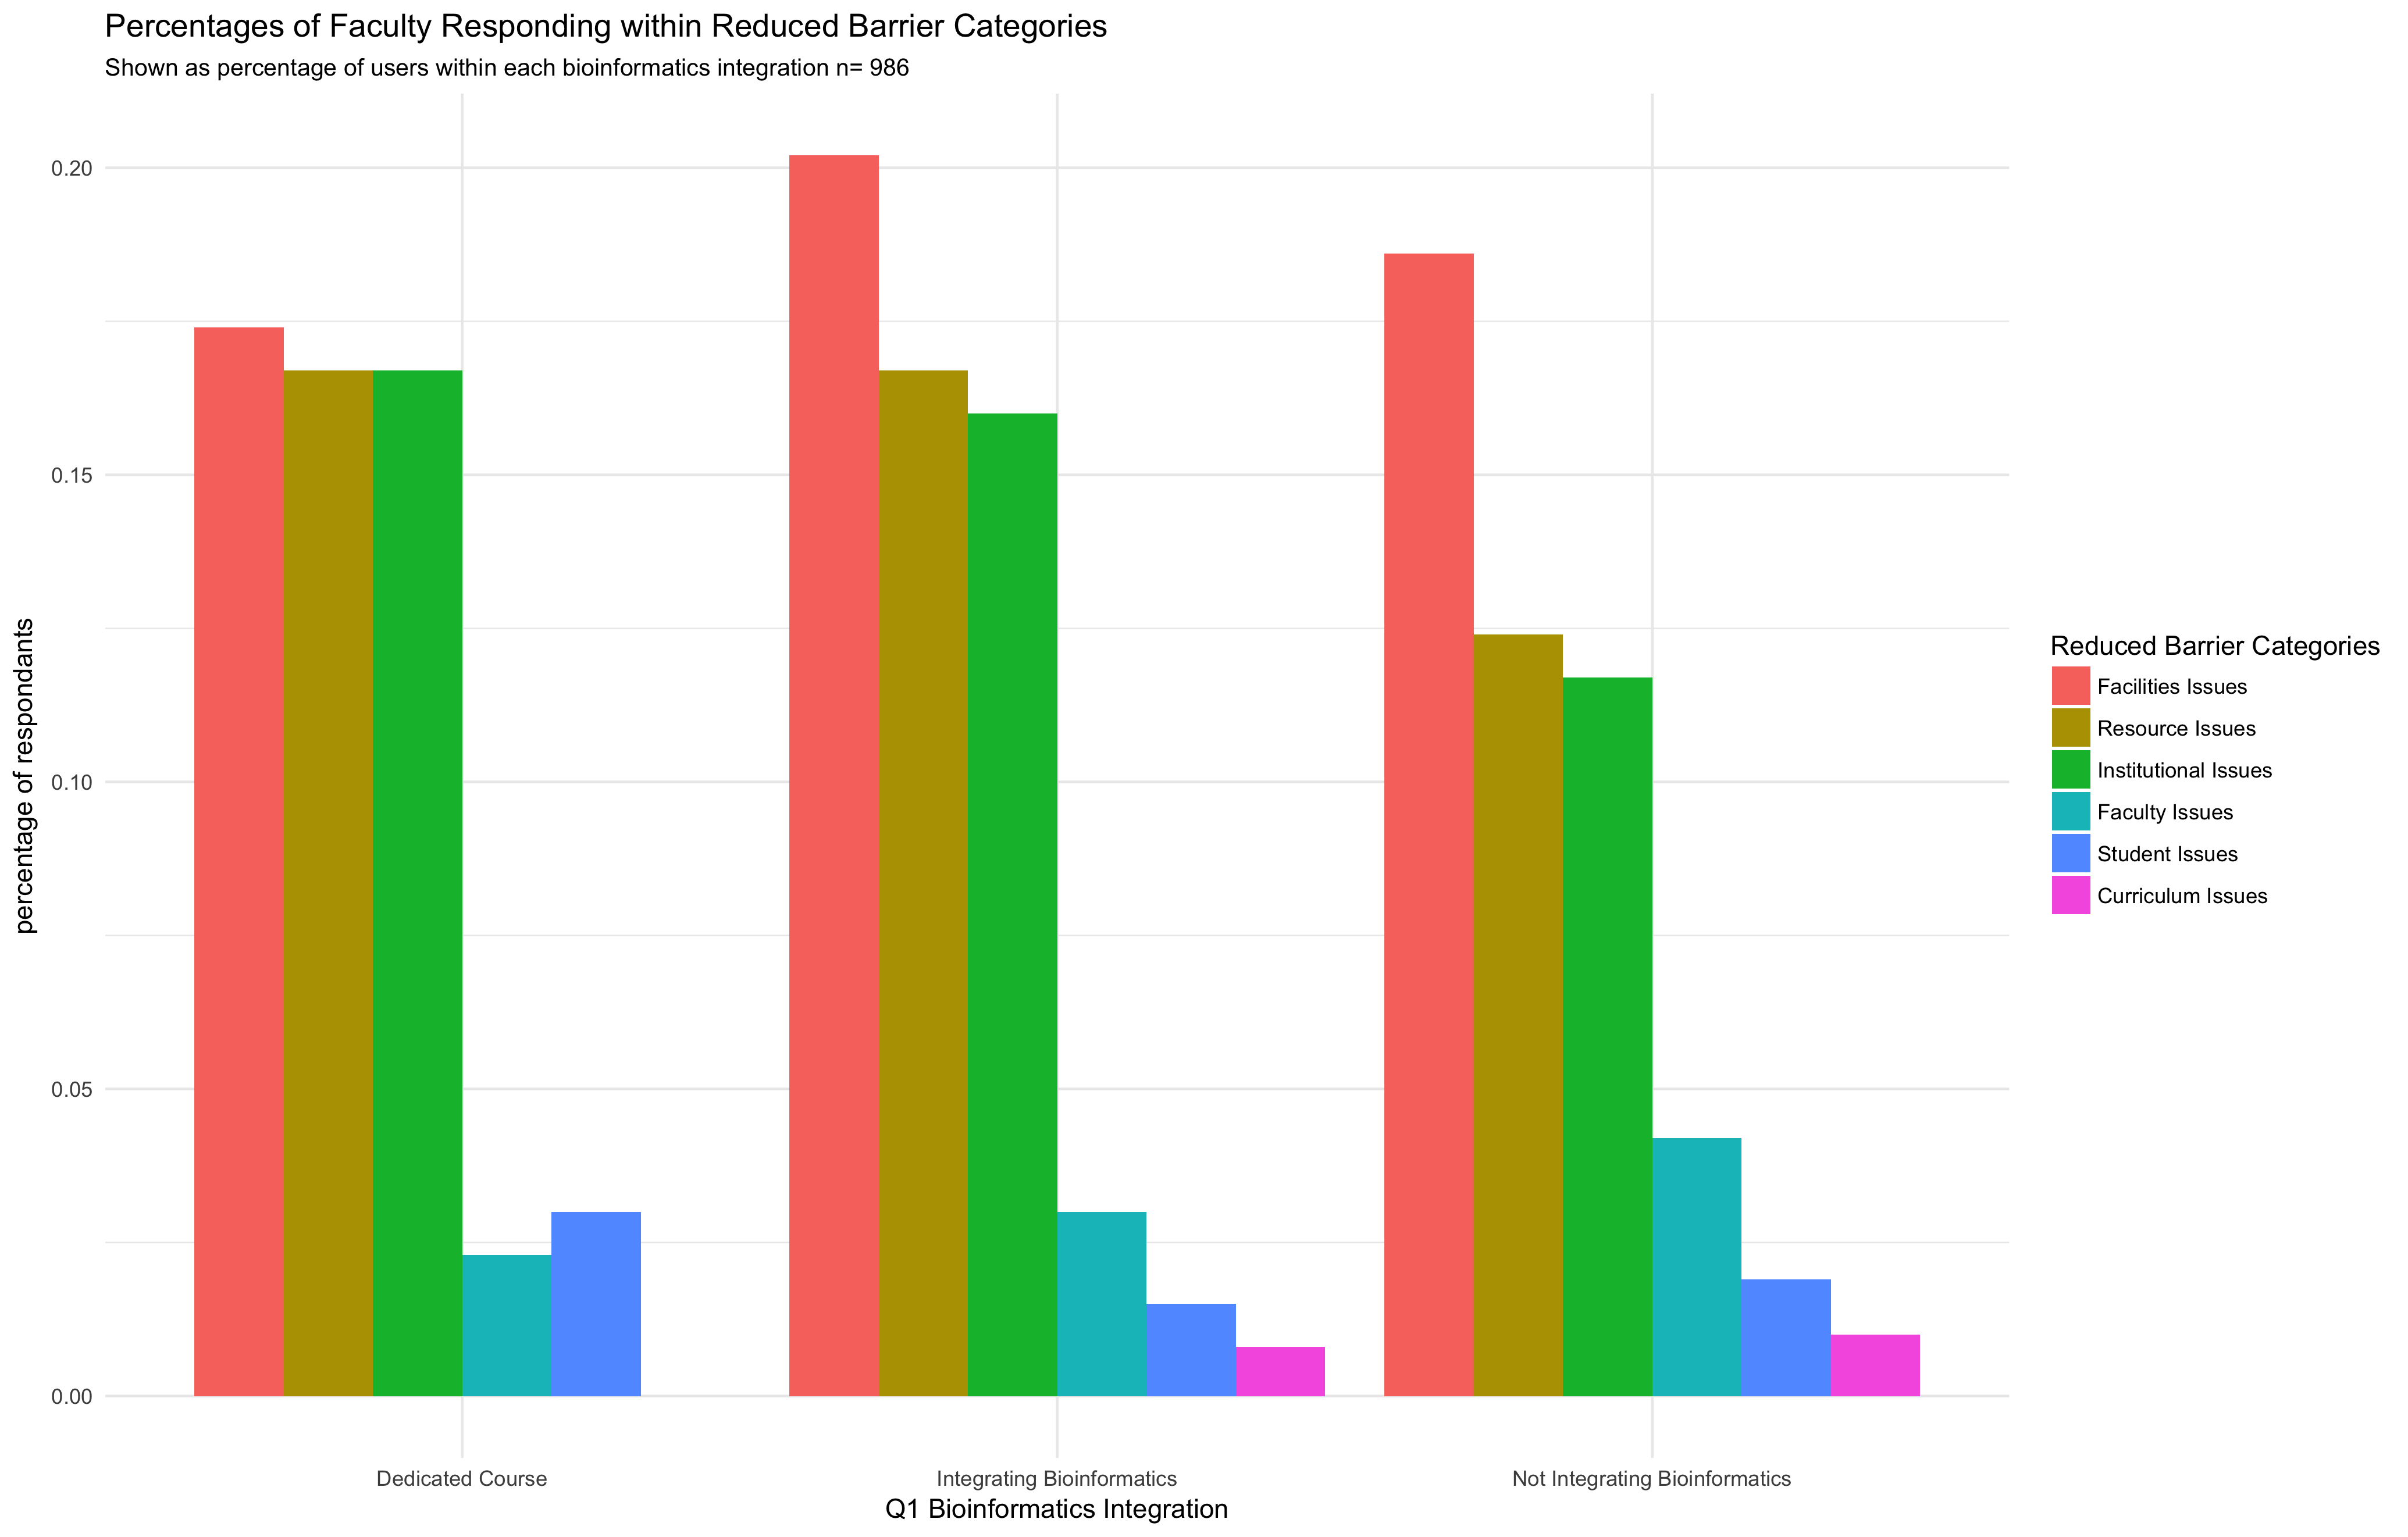 Percentages of Faculty Responding within Reduced Barrier Categories
Shown as percentage of users within each bioinformatics integration n= 986
percentage of respondants
0.20
0.15
0.10
0.05
0.00
Dedicated Course
Integrating Bioinformatics
Not Integrating Bioinformatics
Q1 Bioinformatics Integration
Reduced Barrier Categories
Facilities Issues
Resource Issues
Institutional Issues
Faculty Issues
Student Issues
Curriculum Issues